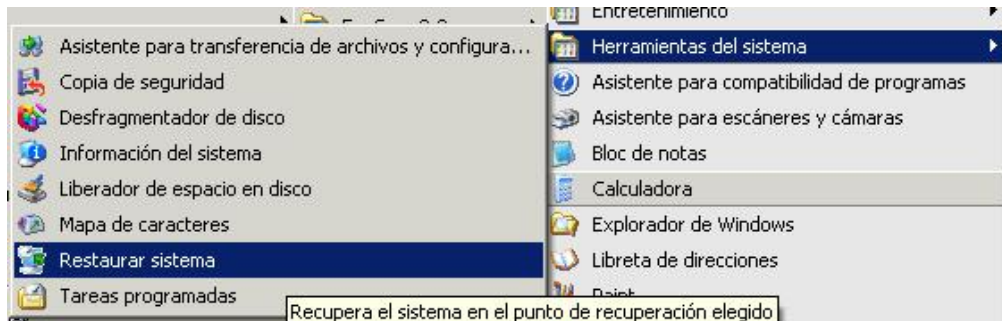 Entretenimiento
Asistente para transferencia de archivos y configura...
Copia de seguridad
Desfragmentador de disco
Información del sistema
Liberador de espacio en disco
Mapa de caracteres
Restaurar sistema
Tareas programadas
Herramientas del sistema
Asistente para compatibilidad de programas
Asistente para escáneres y cámaras
Bloc de notas
Calculadora
Explorador de Windows
Libreta de direcciones
Paint
Recupera el sistema en el punto de recuperación elegido